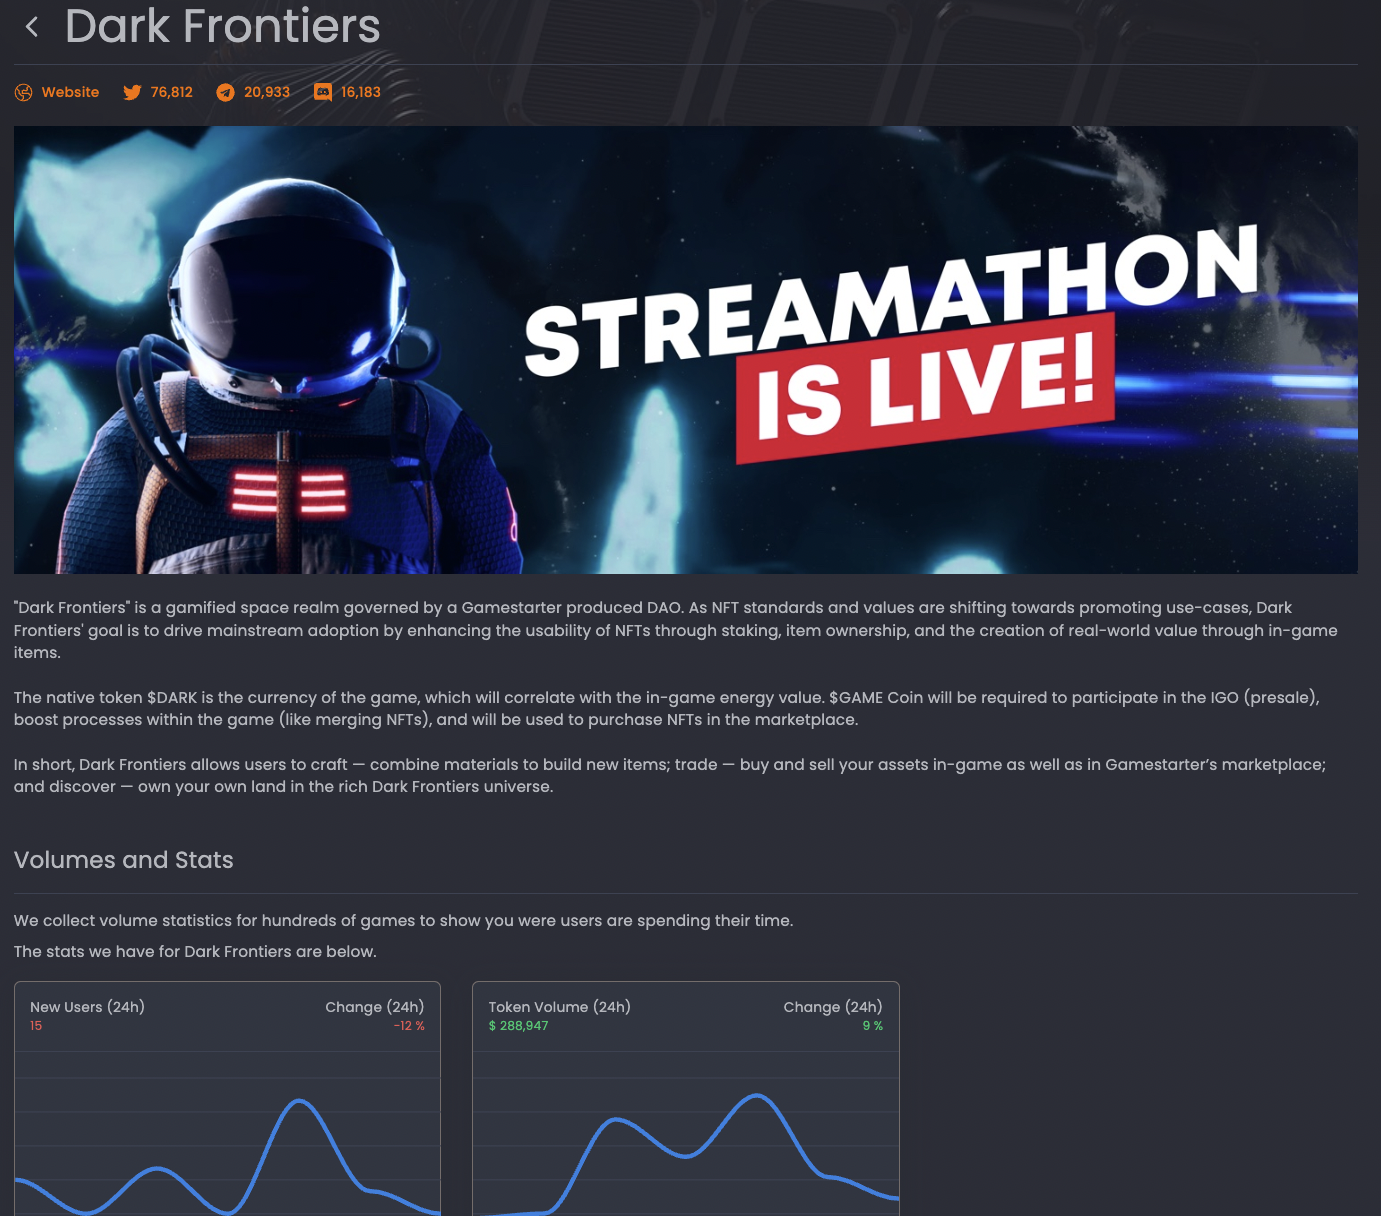 Dark Frontiers
Website 76,812 20,933 16,183
STREAMATHON
IS LIVE!
"Dark Frontiers" is a gamified space realm governed by a Gamestarter produced DAO. As NFT standards and values are shifting towards promoting use-cases, Dark
Frontiers' goal is to drive mainstream adoption by enhancing the usability of NFTs through staking, item ownership, and the creation of real-world value through in-game
items.
The native token $DARK is the currency of the game, which will correlate with the in-game energy value. $GAME Coin will be required to participate in the IGO (presale),
boost processes within the game (like merging NFTs), and will be used to purchase NFTs in the marketplace.
In short, Dark Frontiers allows users to craft — combine materials to build new items; trade — buy and sell your assets in-game as well as in Gamestarter’s marketplace;
and discover — own your own land in the rich Dark Frontiers universe.
Volumes and Stats
We collect volume statistics for hundreds of games to show you were users are spending their time.
The stats we have for Dark Frontiers are below.
New Users (24h) Change (24h)
15 -12 %
Token Volume (24h) Change (24h)
$ 288,947 9 %